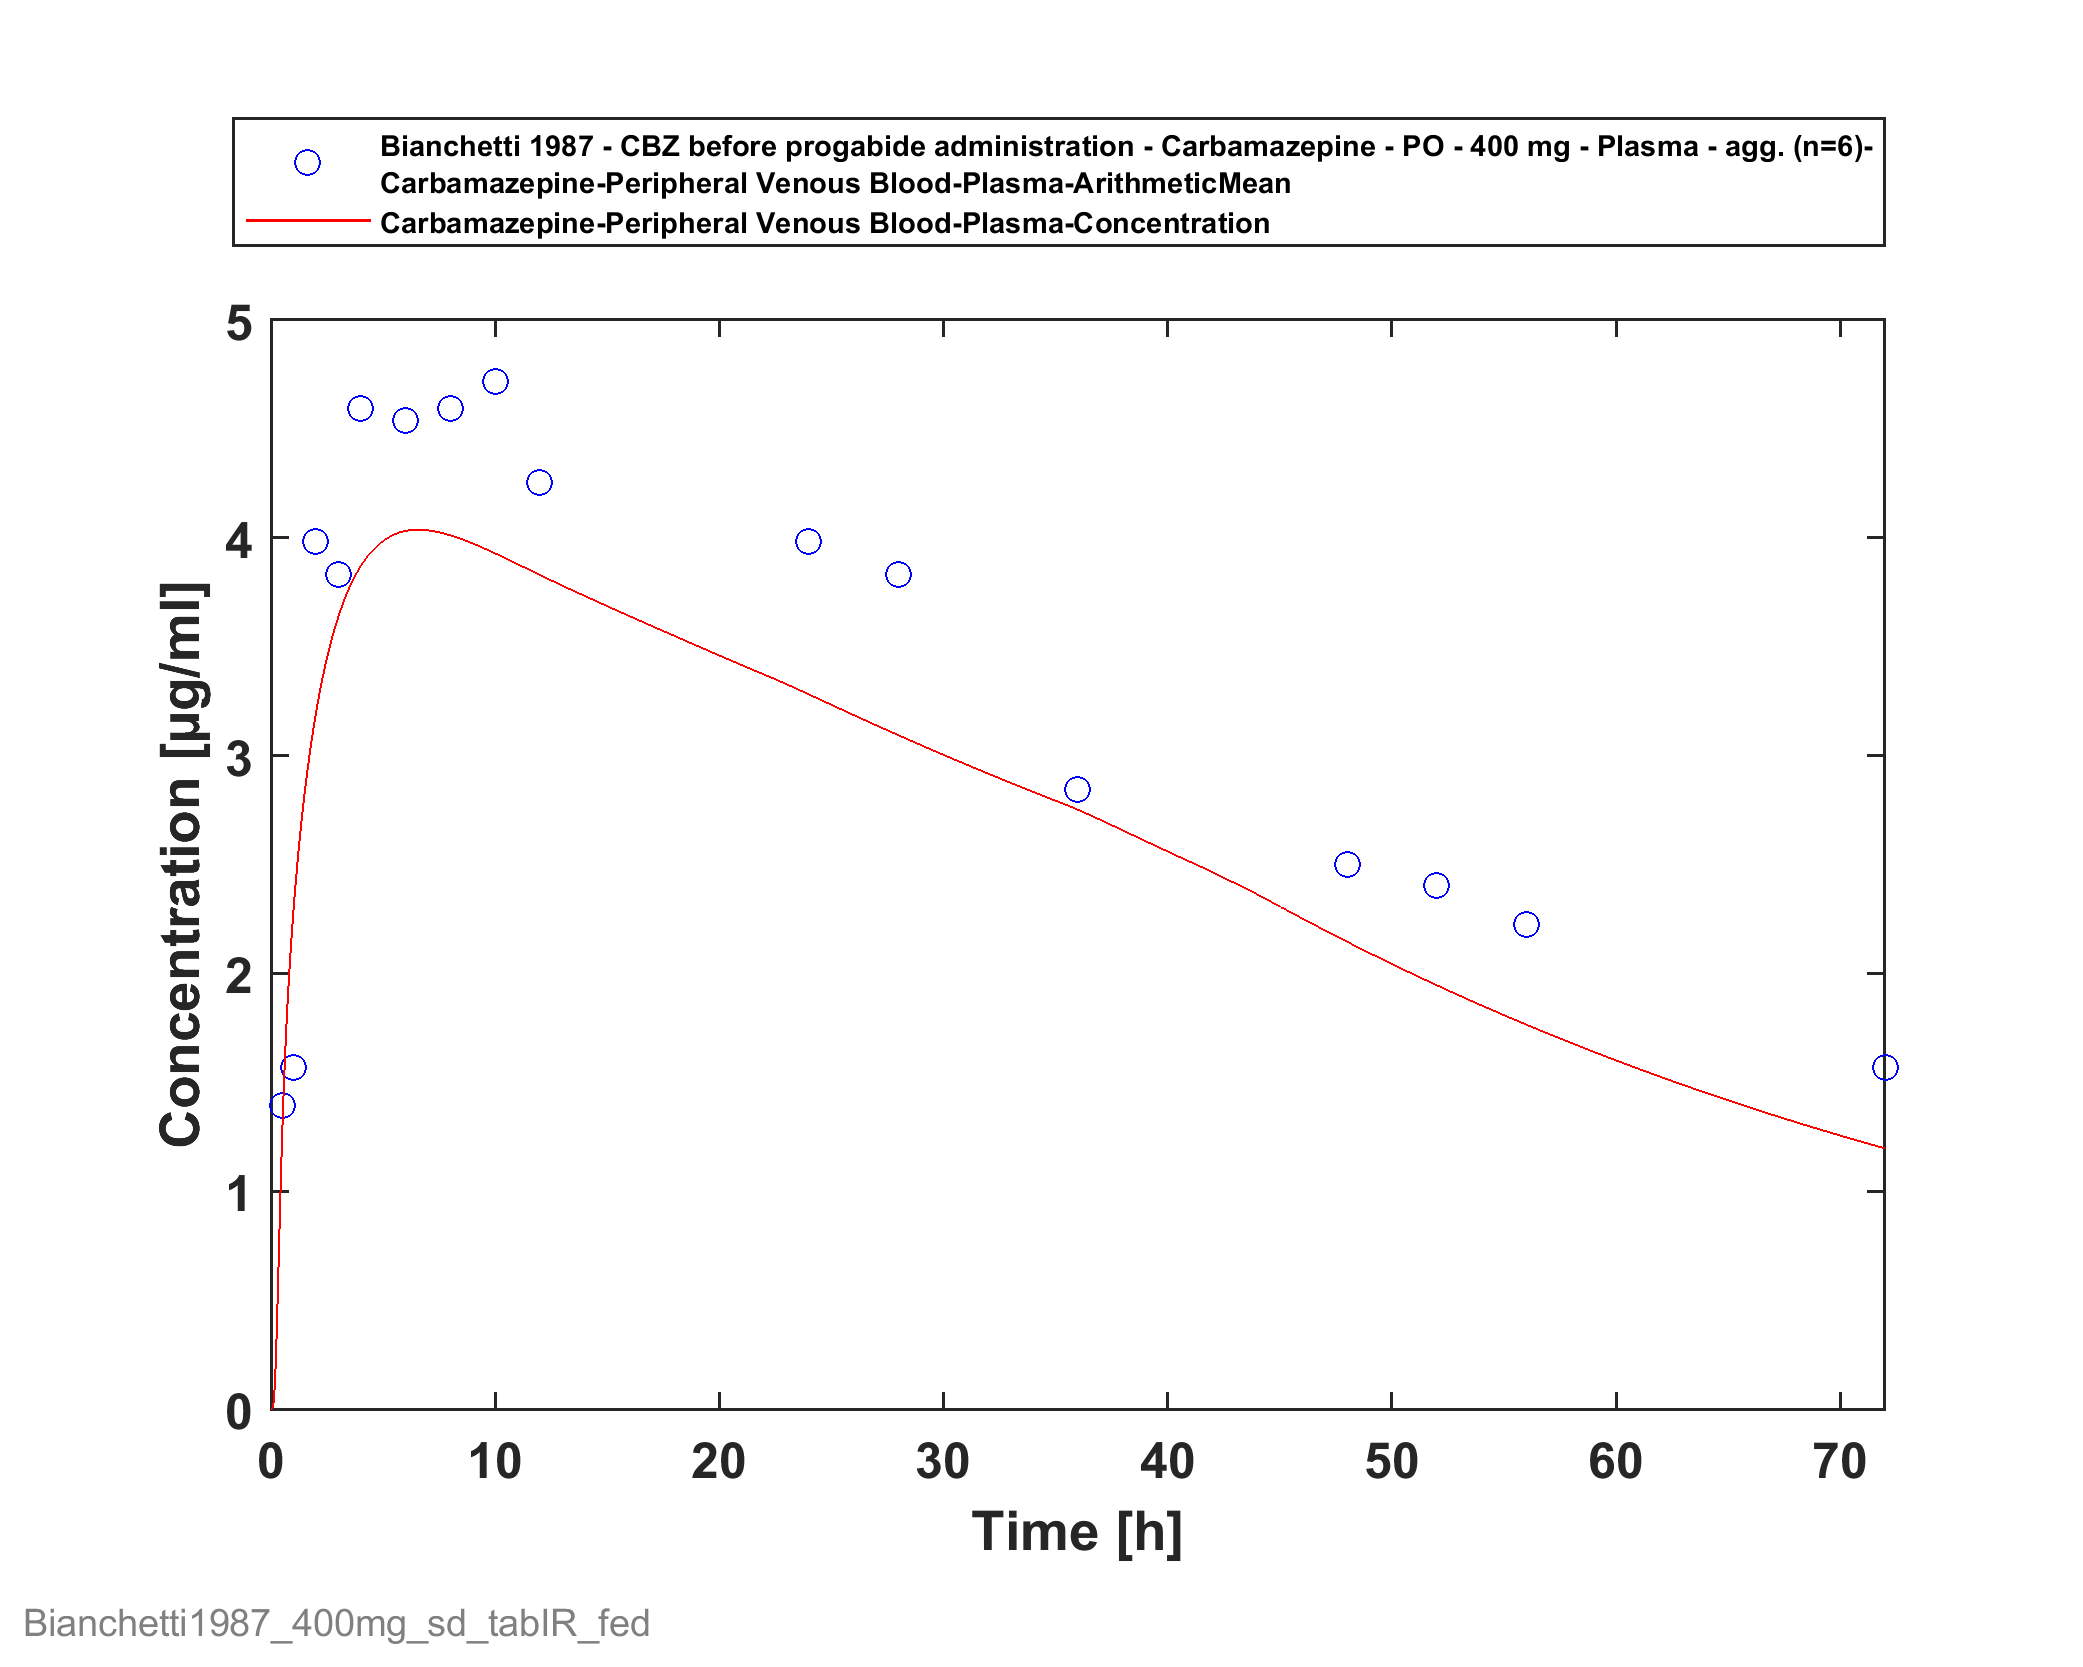 Bianchetti 1987 - CBZ before progabide administration - Carbamazepine - PO - 400 mg - Plasma - agg. (n=6)-
Carbamazepine-Peripheral Venous Blood-Plasma-ArithmeticMean
Carbamazepine-Peripheral Venous Blood-Plasma-Concentration
5
4
3
2
1
0
Concentration [µg/ml]
0 10 20 30 40 50 60 70
Time [h]
Bianchetti1987_400mg_sd_tabIR_fed